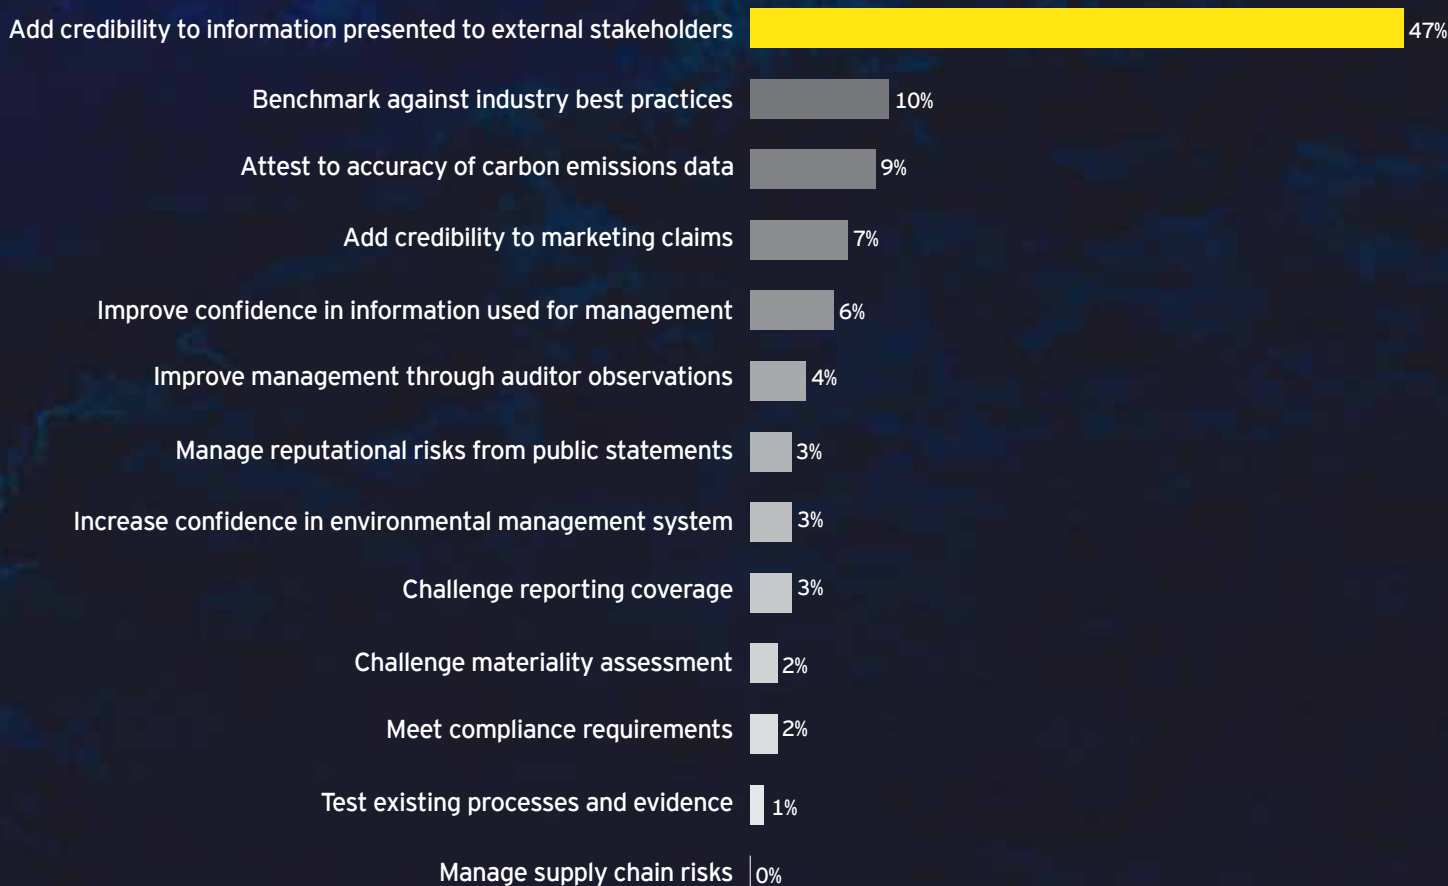 Add credibility to information presented to external stakeholders 47%
Benchmark against industry best practices 10%
Attest to accuracy of carbon emissions data 9%
Add credibility to marketing claims 7%
Improve confidence in information used for management 6%
Improve management through auditor observations 4%
Manage reputational risks from public statements 3%
Increase confidence in environmental management system 3%
Challenge reporting coverage 3%
Challenge materiality assessment 2%
Meet compliance requirements 2%
Test existing processes and evidence 1%
Manage supply chain risks 0%